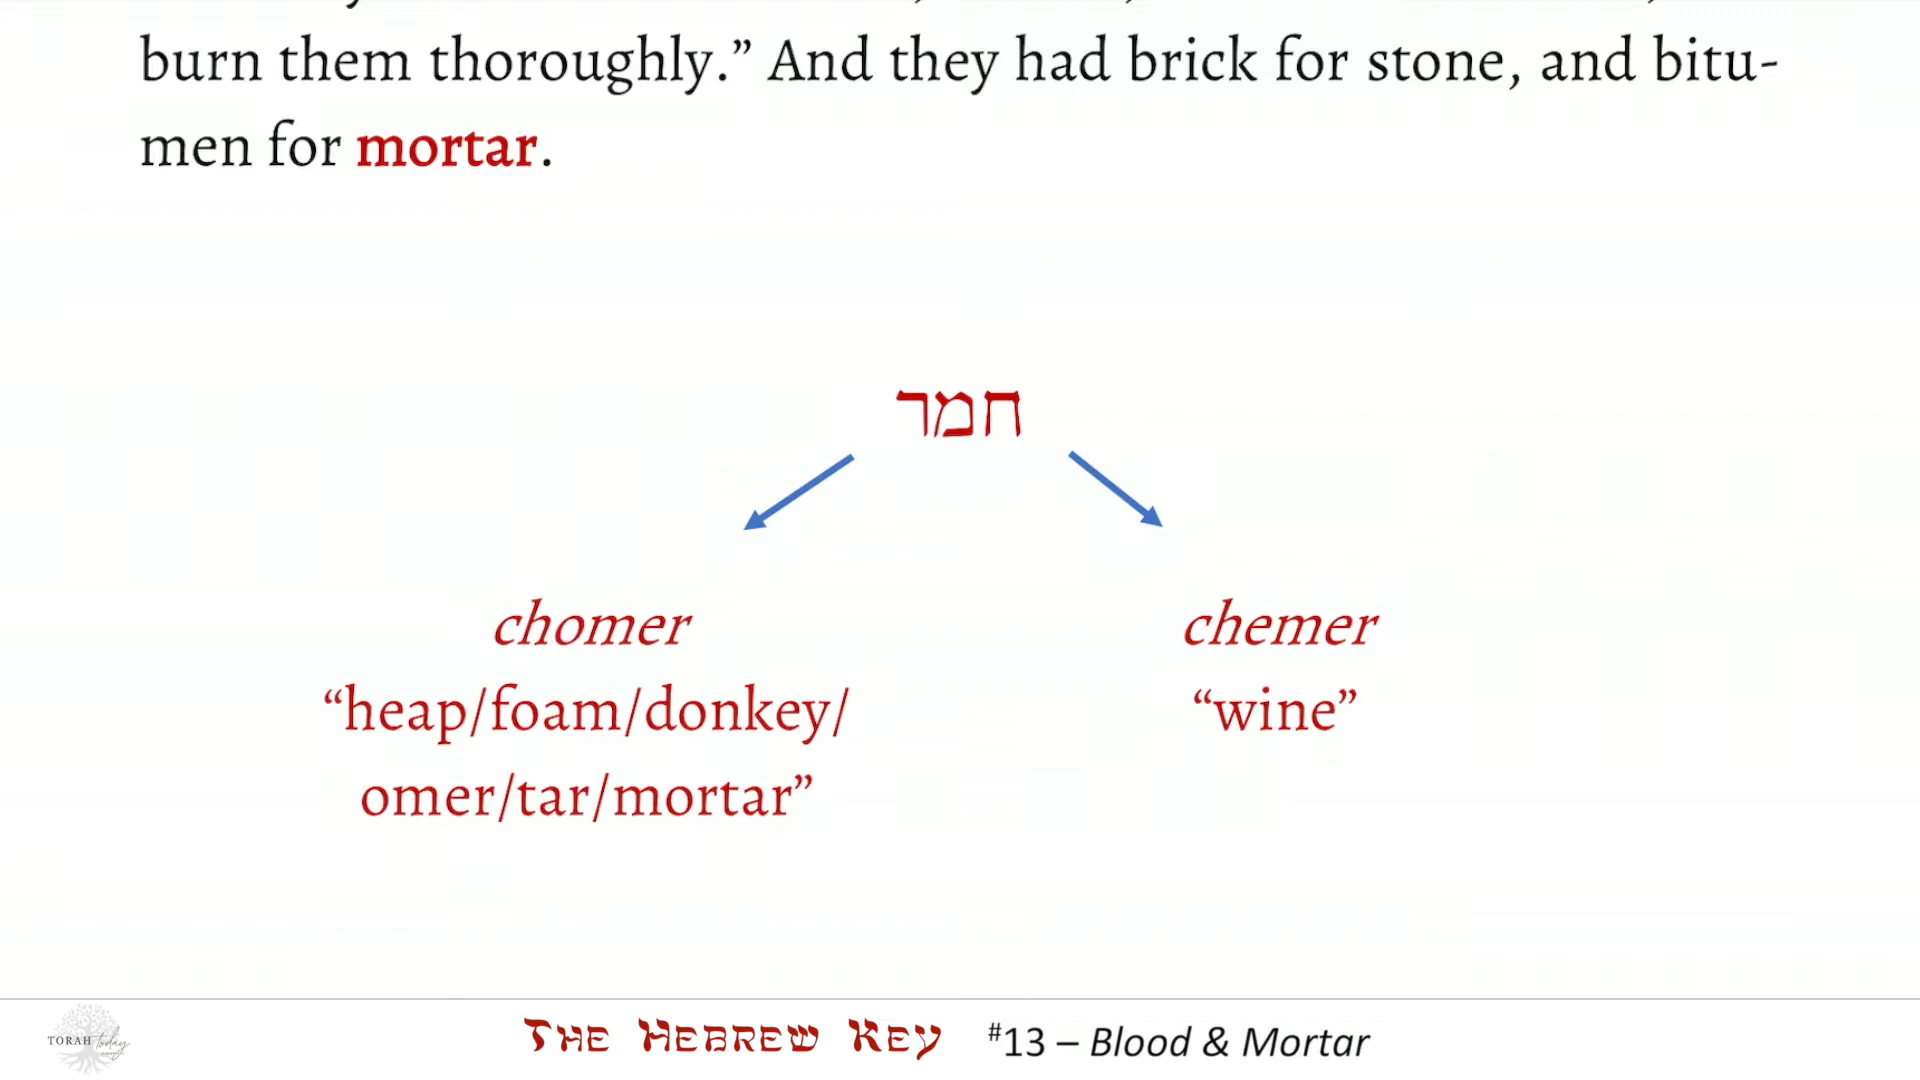 burn them thoroughly.” And they had brick for stone, and bitu-
men for mortar.
חמר
chomer
chemer
“heap/foam/donkey/
“wine”
omer/tar/mortar”
TORAH today
THE HEBREW KEY #13 – Blood & Mortar